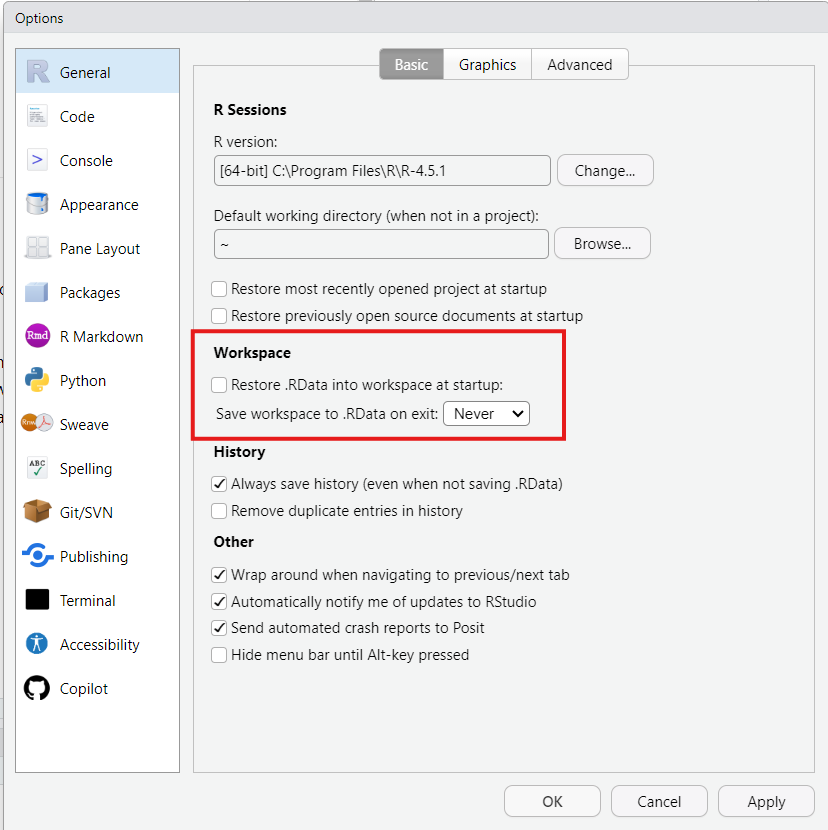 Options
General
Code
Console
Appearance
Pane Layout
Packages
Rmd R Markdown
Python
Rnw Sweave
ABC Spelling
Git/SVN
Publishing
Terminal
Accessibility
Copilot
Basic Graphics Advanced
R Sessions
R version:
[64-bit] C:\Program Files\R\R-4.5.1 Change...
Default working directory (when not in a project):
~ Browse...
Restore most recently opened project at startup
Restore previously open source documents at startup
Workspace
Restore .RData into workspace at startup:
Save workspace to .RData on exit: Never
History
Always save history (even when not saving .RData)
Remove duplicate entries in history
Other
Wrap around when navigating to previous/next tab
Automatically notify me of updates to RStudio
Send automated crash reports to Posit
Hide menu bar until Alt-key pressed
OK Cancel Apply